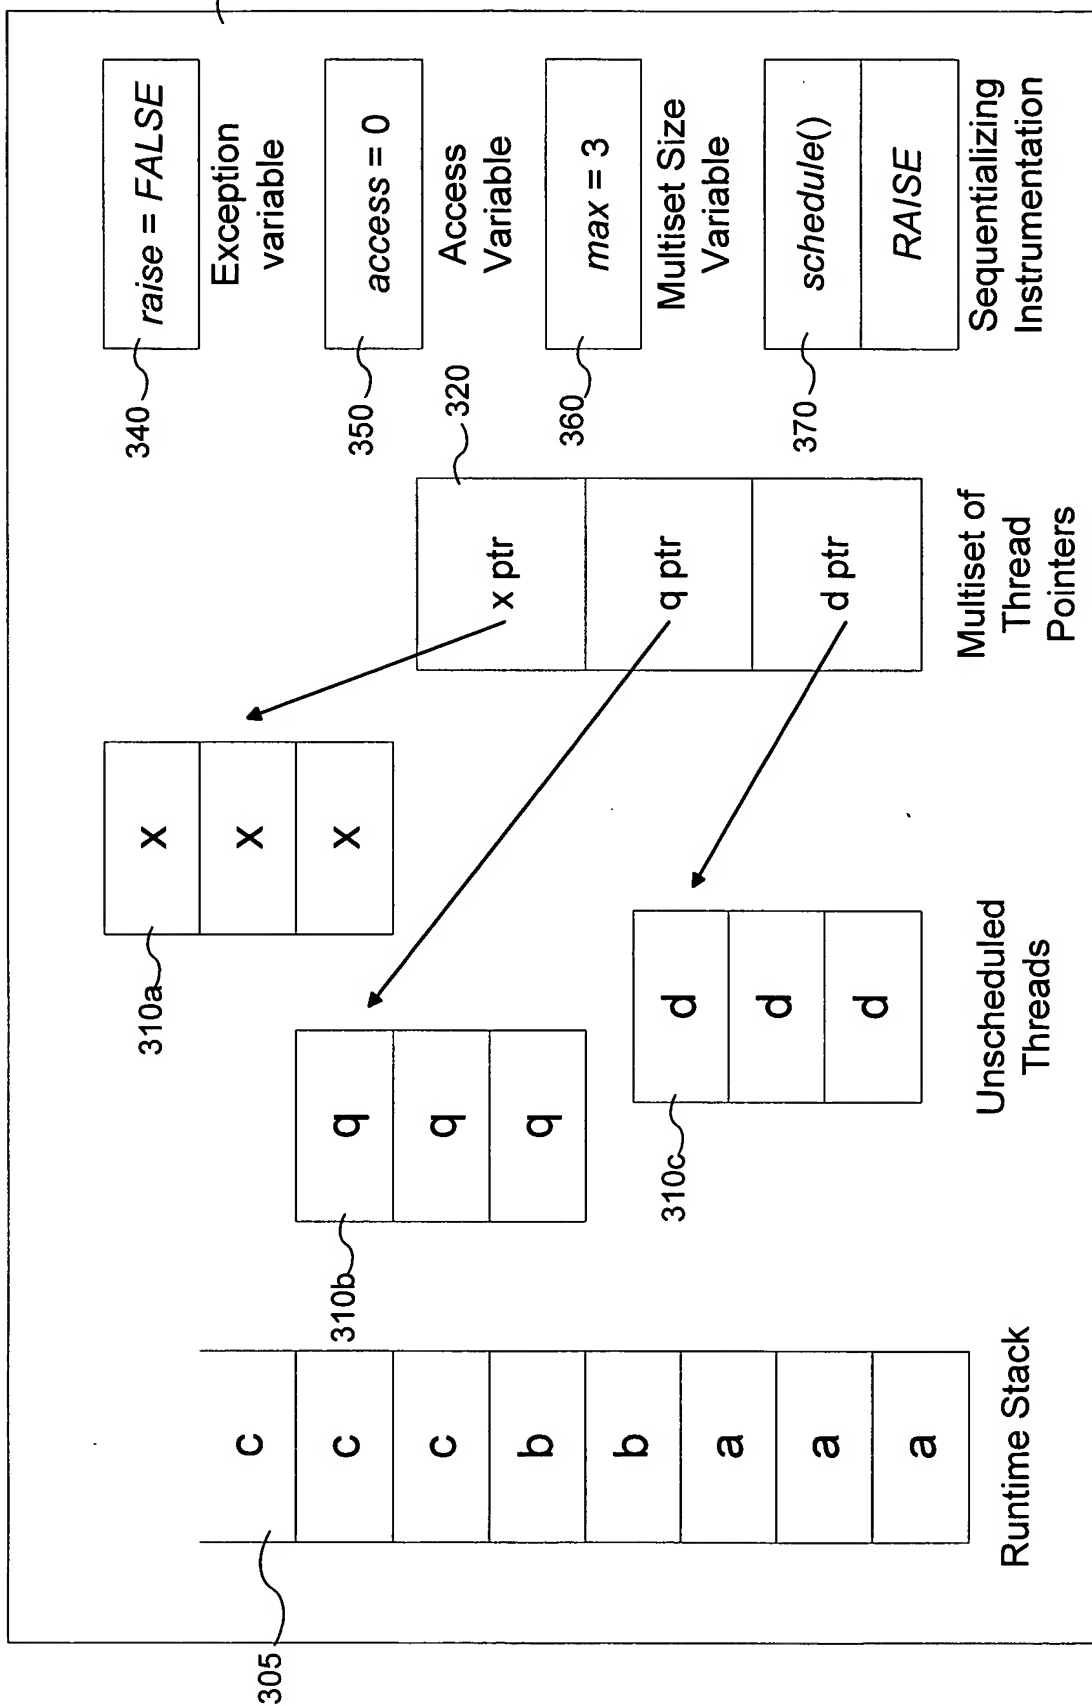 305
c
c
c
b
b
a
a
a
Runtime Stack
310a
x
x
x
310b
q
q
q
310c
d
d
d
Unscheduled
Threads
320
x ptr
q ptr
d ptr
Multiset of
Thread
Pointers
340
raise = FALSE
Exception
variable
350
access = 0
Access
Variable
360
max = 3
Multiset Size
Variable
370
schedule()
RAISE
Sequentializing
Instrumentation